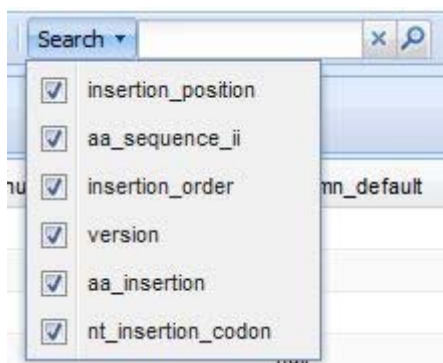 Search
insertion_position
aa_sequence_ii
insertion_order
mn_default
version
aa_insertion
nt_insertion_codon